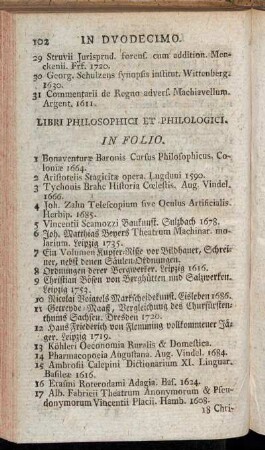 102 IN DVODECIMO.
29 Struvii Jurisprud. forens. cum addition. Men-
ckenii. Frf. 1720.
30 Georg. Schulzens synopsis institut. Wittenberg.
1630.
31 Commentarii de Regno advers. Machiavellum.
Argent, 1611.
LIBRI PHILOSOPHICI ET PHILOLOGICI.
IN FOLIO.
1 Bonaventuræ Baronis Cursus Philosophicus, Co-
loniæ 1664.
2 Aristotelis Stagiritæ opera. Lugduni 1590.
3 Tychonis Brahe Historia Cœlestis. Aug. Vindel.
1666.
4 Joh. Zahn Telescopium sive Oculus Artificialis.
Herbip. 1685.
5 Vincentii Scamozzi Baukunst. Sulzbach 1678.
6 Joh. Matthias Beyers Theatrum Machinar. mo-
larium. Leipzig 1735.
7 Ein Volumen Kupfer-Risse vor Bildhauer, Schrei-
ner, nebst denen Säulen-Ordnungen.
8 Ordnungen derer Bergwercker. Leipzig 1616.
9 Christian Bösen von Berghütten und Salzwercken.
Leipzig 1753.
10 Nicolai Voigtels Marckscheidekunst. Eisleben 1686.
11 Getreyde-Maaß, Vergleichung des Churfürsten-
thums Sachsen. Dresden 1720.
12 Hans Friederich von Flemming vollkommener Jä-
ger. Leipzig 1719.
13 Köhleri Oeconomia Ruralis & Domestica.
14 Pharmacopoeia Augustana. Aug. Vindel. 1684.
15 Ambrosii Calepini Dictionarium XI. Linguar.
Basileæ 1616.
16 Erasmi Roterodami Adagia. Bas. 1624.
17 Alb. Fabricii Theatrum Anonymorum & Pseu-
donymorum Vincentii Placii. Hamb. 1608.
18 Chri-